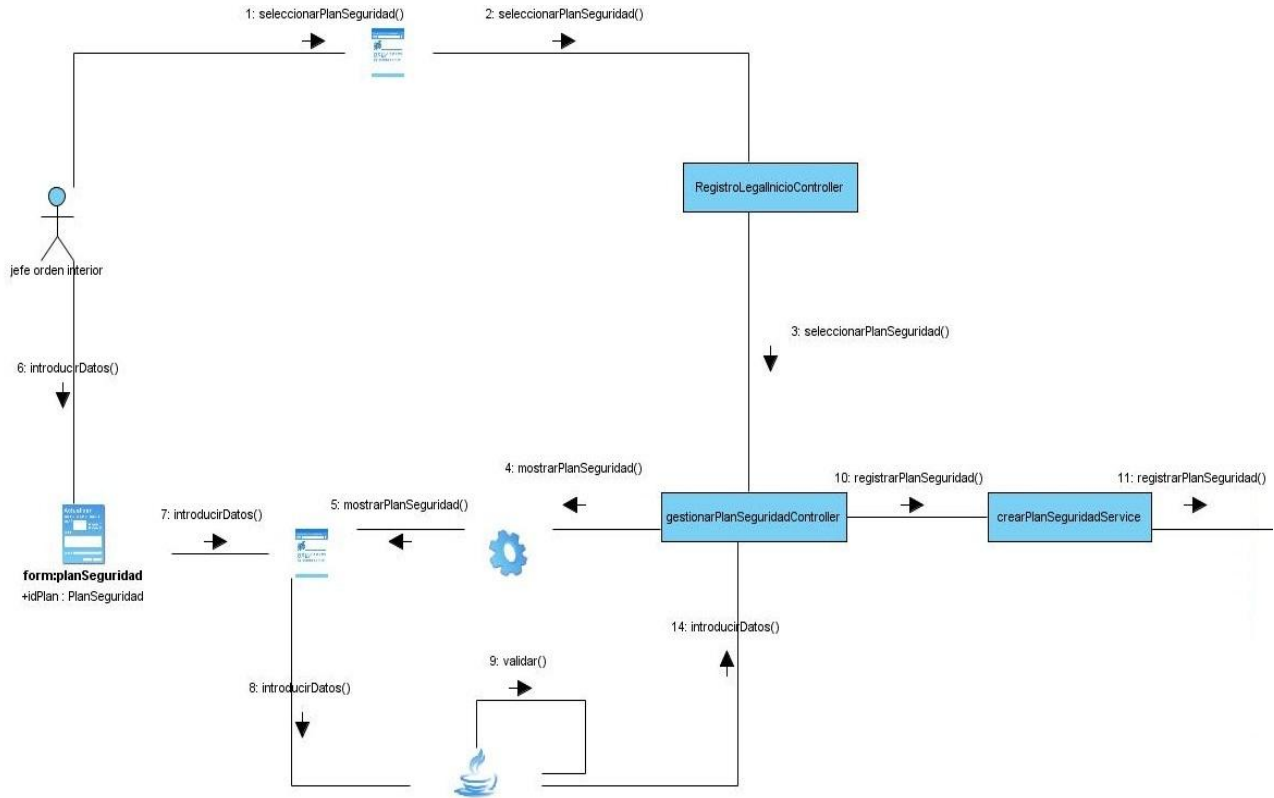 1: seleccionarPlanSeguridad()
2: seleccionarPlanSeguridad()
RegistroLegalInicioController
jefe orden interior
3: seleccionarPlanSeguridad()
6: introducirDatos()
4: mostrarPlanSeguridad()
10: registrarPlanSeguridad()
11: registrarPlanSeguridad()
5: mostrarPlanSeguridad()
7: introducirDatos()
gestionarPlanSeguridadController
crearPlanSeguridadService
Actualizar
form:planSeguridad
+idPlan : PlanSeguridad
14: introducirDatos()
9: validar()
8: introducirDatos()